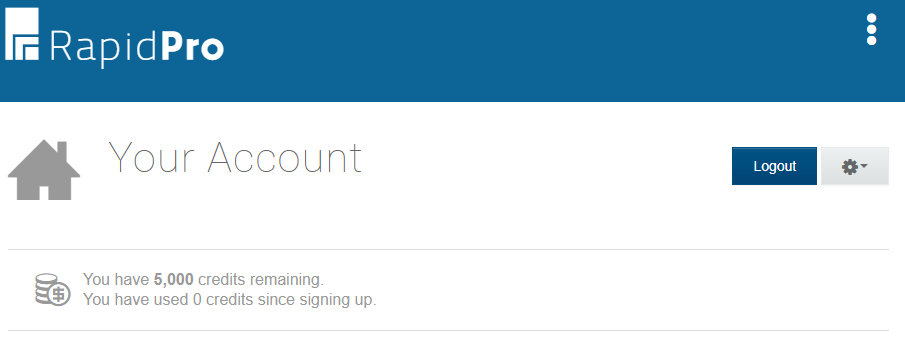 RapidPro
Your Account
Logout
You have 5,000 credits remaining.
You have used 0 credits since signing up.